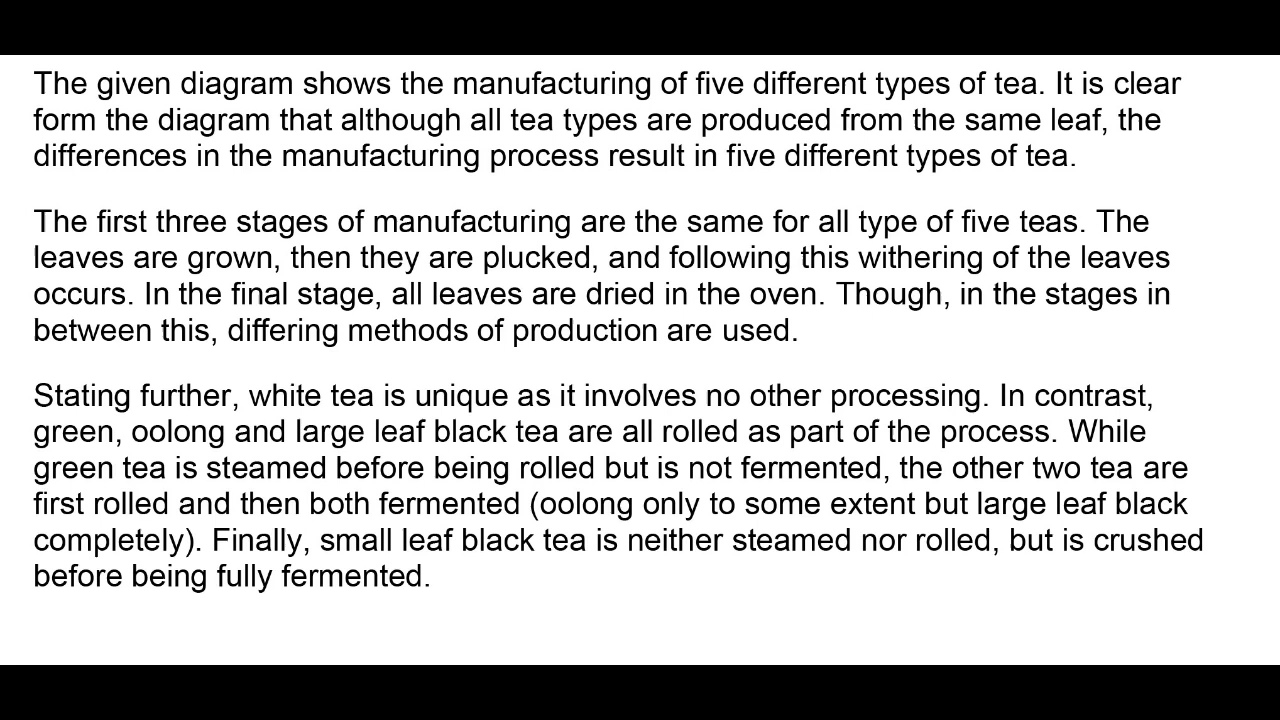 The given diagram shows the manufacturing of five different types of tea. It is clear
form the diagram that although all tea types are produced from the same leaf, the
differences in the manufacturing process result in five different types of tea.
The first three stages of manufacturing are the same for all type of five teas. The
leaves are grown, then they are plucked, and following this withering of the leaves
occurs. In the final stage, all leaves are dried in the oven. Though, in the stages in
between this, differing methods of production are used.
Stating further, white tea is unique as it involves no other processing. In contrast,
green, oolong and large leaf black tea are all rolled as part of the process. While
green tea is steamed before being rolled but is not fermented, the other two tea are
first rolled and then both fermented (oolong only to some extent but large leaf black
completely). Finally, small leaf black tea is neither steamed nor rolled, but is crushed
before being fully fermented.